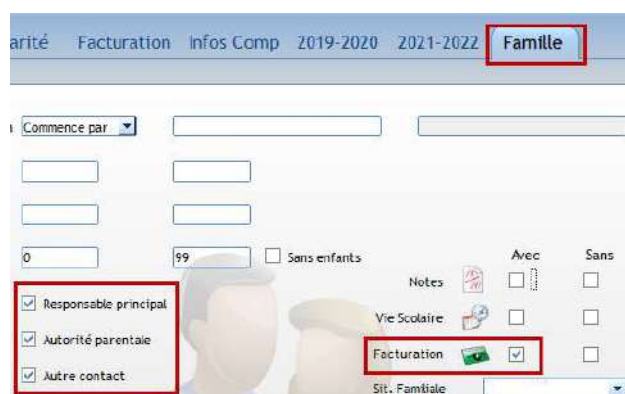 arité Facturation Infos Comp 2019-2020 2021-2022 Famille
n Commence par
0 99 Sans enfants Avec Sans
Notes
Responsable principal
Vie Scolaire
Autorité parentale
Facturation
Autre contact
Sit. Familiale